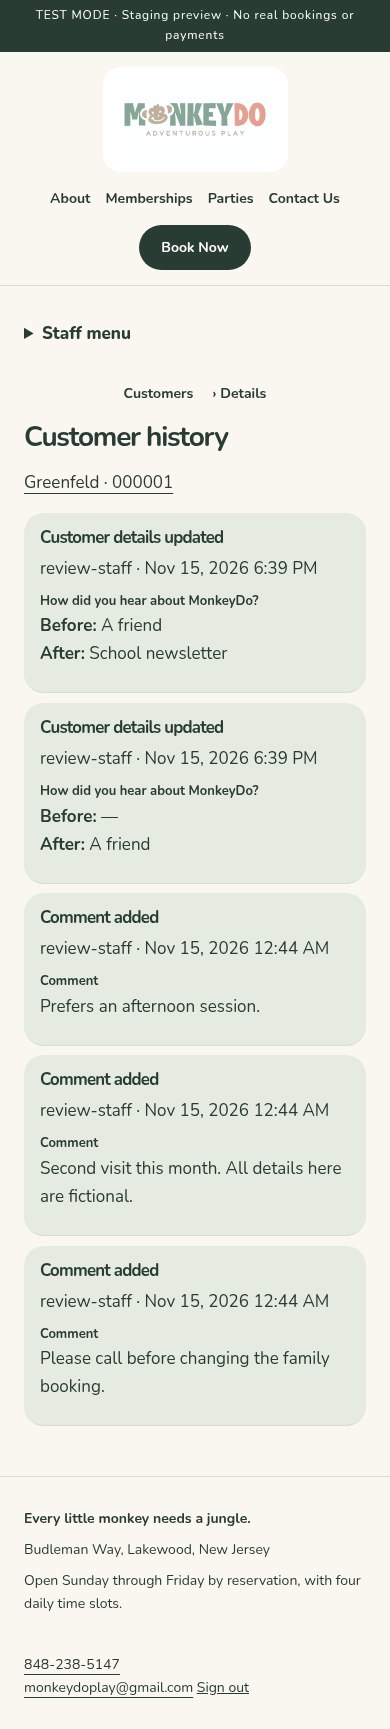 TEST MODE · Staging preview · No real bookings or
payments
MONKEYDO
ADVENTUROUS PLAY
About Memberships Parties Contact Us
Book Now
▶ Staff menu
Customers › Details
Customer history
Greenfield · 000001
Customer details updated
review-staff · Nov 15, 2026 6:39 PM
How did you hear about MonkeyDo?
Before: A friend
After: School newsletter
Customer details updated
review-staff · Nov 15, 2026 6:39 PM
How did you hear about MonkeyDo?
Before: —
After: A friend
Comment added
review-staff · Nov 15, 2026 12:44 AM
Comment
Prefers an afternoon session.
Comment added
review-staff · Nov 15, 2026 12:44 AM
Comment
Second visit this month. All details here
are fictional.
Comment added
review-staff · Nov 15, 2026 12:44 AM
Comment
Please call before changing the family
booking.
Every little monkey needs a jungle.
Budleman Way, Lakewood, New Jersey
Open Sunday through Friday by reservation, with four
daily time slots.
848-238-5147
monkeydoplay@gmail.com Sign out